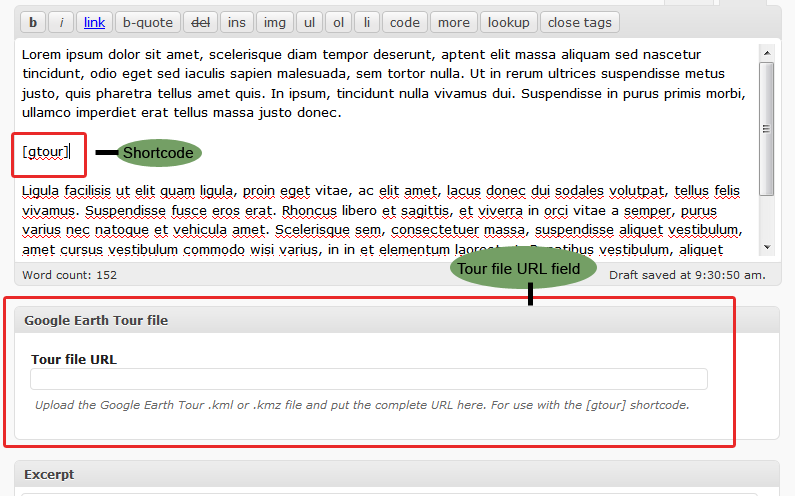 b i link b-quote del ins img ul ol li code more lookup close tags
Lorem ipsum dolor sit amet, scelerisque diam tempor deserunt, aptent elit massa aliquam sed nascetur
tincidunt, odio eget sed iaculis sapien malesuada, sem tortor nulla. Ut in rerum ultrices suspendisse metus
justo, quis pharetra tellus amet quis. In ipsum, tincidunt nulla vivamus dui. Suspendisse in purus primis morbi,
ullamco imperdiet erat tellus massa justo donec.
[gtour]
Shortcode
Ligula facilisis ut elit quam ligula, proin eget vitae, ac elit amet, lacus donec dui sodales volutpat, tellus felis
vivamus. Suspendisse fusce eros erat. Rhoncus libero et sagittis, et viverra in orci vitae a semper, purus
varius nec natoque et vehicula amet. Scelerisque sem, consectetuer massa, suspendisse aliquet vestibulum,
amet cursus vestibulum commodo wisi varius, in in et elementum vestibulum, aliquet
Word count: 152
Tour file URL field
Draft saved at 9:30:50 am.
Google Earth Tour file
Tour file URL
Upload the Google Earth Tour .kml or .kmz file and put the complete URL here. For use with the [gtour] shortcode.
Excerpt